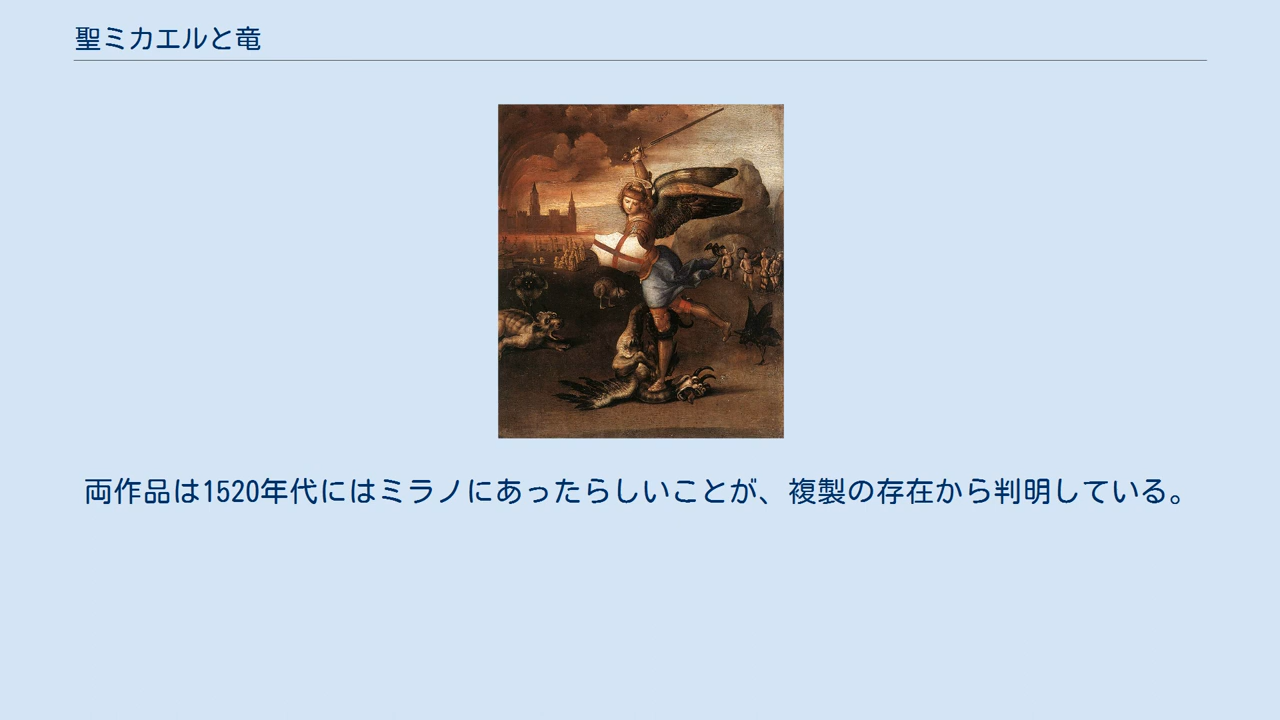 聖ミカエルと竜
両作品は1520年代にはミラノにあったらしいことが、複製の存在から判明している。